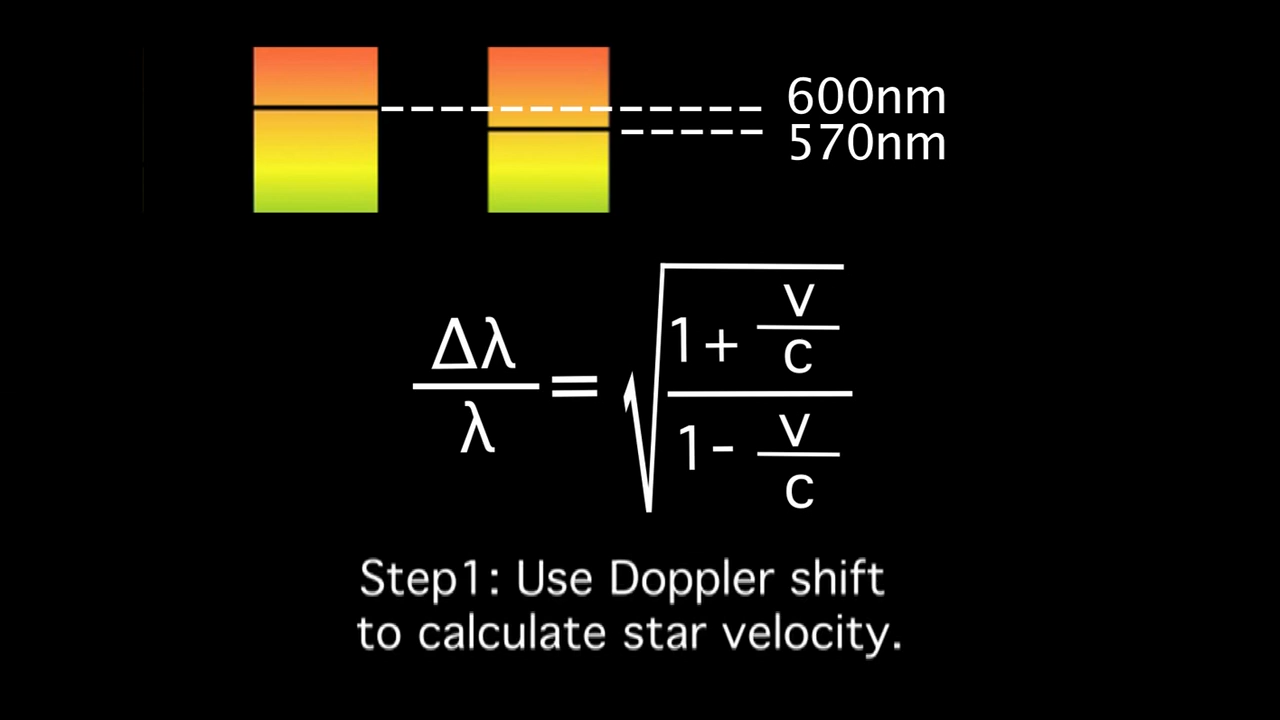 600nm
570nm
Δλ/λ = √((1+ v/c)/(1- v/c))
Step1: Use Doppler shift
to calculate star velocity.